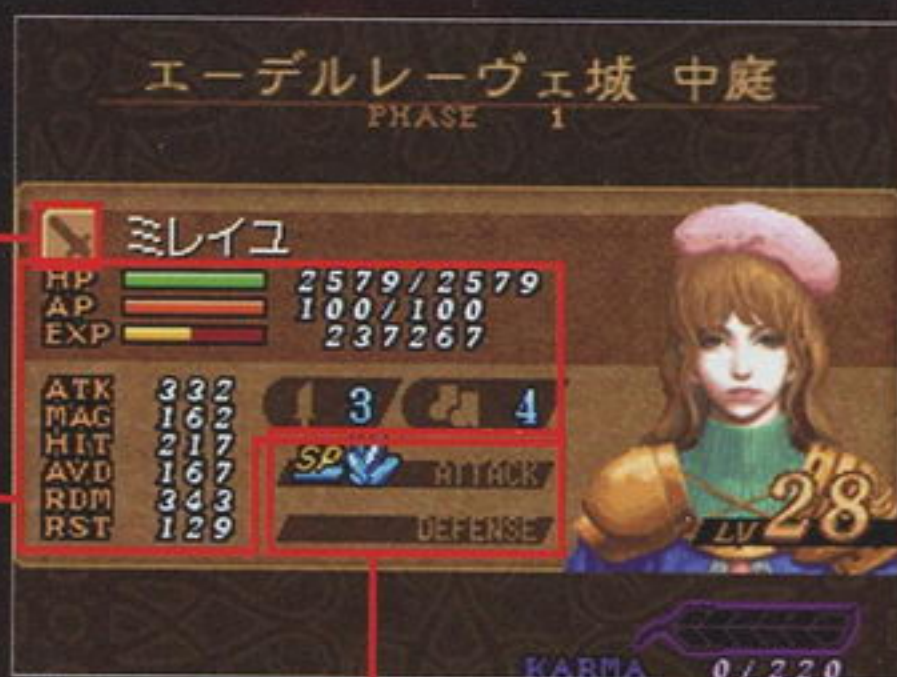 エーデルレーヴェ城 中庭
PHASE 1
ミレイユ
HP 2579/2579
AP 100/100
EXP 237267
ATK 332
MAG 162
HIT 217
AVD 167
RDM 343
RST 129
3 4
SP ATTACK
DEFENSE
LV 28
KARMA 0/220